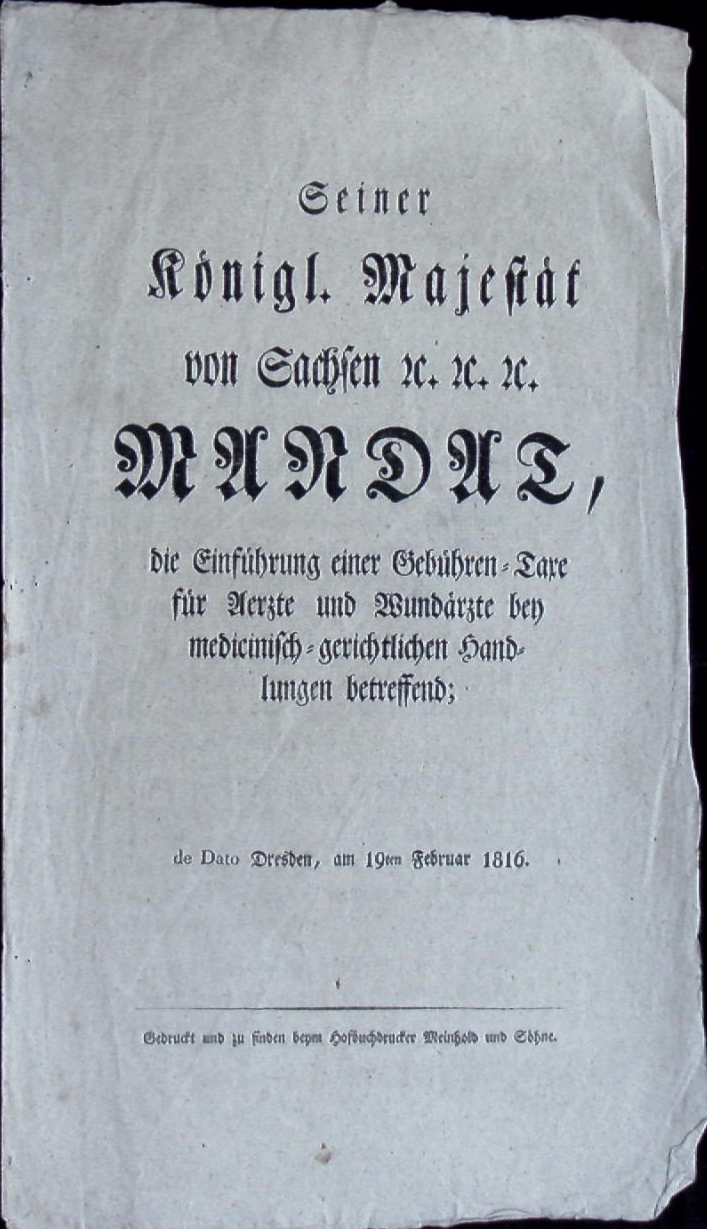 Seiner
Königl. Majestät
von Sachsen ꝛc. ꝛc. ꝛc.
MANDAT,
die Einführung einer Gebühren-Taxe
für Aerzte und Wundärzte bey
medicinisch-gerichtlichen Hand-
lungen betreffend;
de Dato Dresden, am 19ten Februar 1816.
Gedruckt und zu finden beym Hofbuchdrucker Meinhold und Söhne.